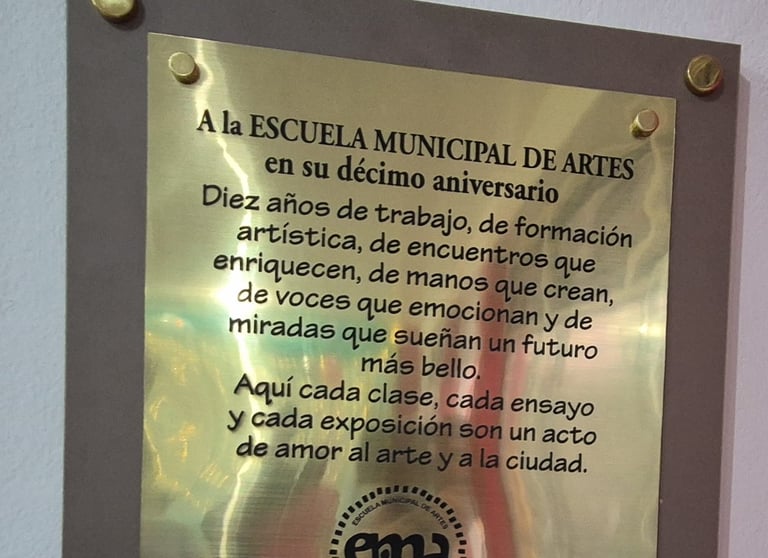 A la ESCUELA MUNICIPAL DE ARTES
en su décimo aniversario
Diez años de trabajo, de formación
artística, de encuentros que
enriquecen, de manos que crean,
de voces que emocionan y de
miradas que sueñan un futuro
más bello.
Aquí cada clase, cada ensayo
y cada exposición son un acto
de amor al arte y a la ciudad.
ESCUELA MUNICIPAL DE ARTES
ema